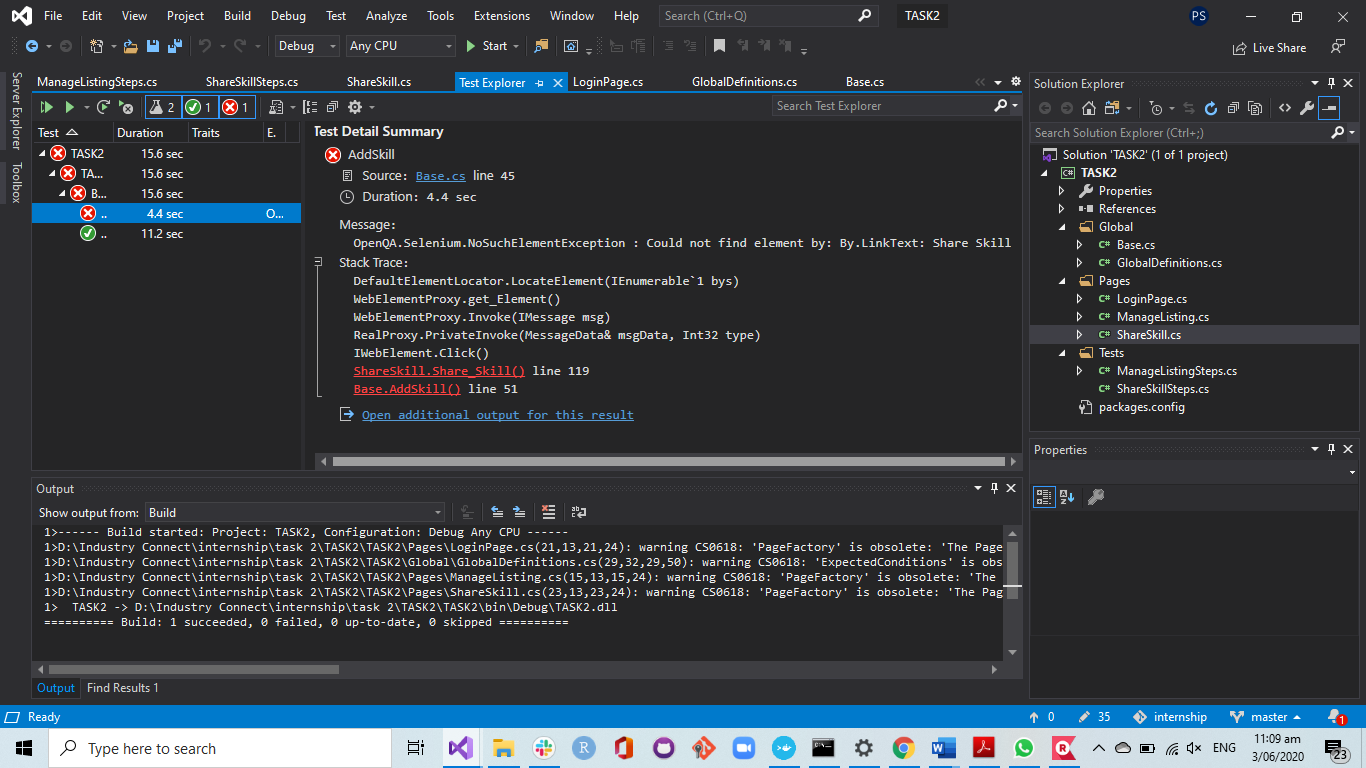 File Edit View Project Build Debug Test Analyze Tools Extensions Window Help Search (Ctrl+Q) TASK2 PS
Debug Any CPU Start Live Share
Server Explorer
Toolbox
ManageListingSteps.cs ShareSkillSteps.cs ShareSkill.cs Test Explorer LoginPage.cs GlobalDefinitions.cs Base.cs
2 1 1 Search Test Explorer
Test Duration Traits E.
TASK2 15.6 sec
TA... 15.6 sec
B... 15.6 sec
.. 4.4 sec O...
.. 11.2 sec
Test Detail Summary
AddSkill
Source: Base.cs line 45
Duration: 4.4 sec
Message:
OpenQA.Selenium.NoSuchElementException : Could not find element by: By.LinkText: Share Skill
Stack Trace:
DefaultElementLocator.LocateElement(IEnumerable`1 bys)
WebElementProxy.get_Element()
WebElementProxy.Invoke(IMessage msg)
RealProxy.PrivateInvoke(MessageData& msgData, Int32 type)
IWebElement.Click()
ShareSkill.Share_Skill() line 119
Base.AddSkill() line 51
Open additional output for this result
Solution Explorer
Search Solution Explorer (Ctrl+;)
Solution 'TASK2' (1 of 1 project)
C# TASK2
Properties
References
Global
C# Base.cs
C# GlobalDefinitions.cs
Pages
C# LoginPage.cs
C# ManageListing.cs
C# ShareSkill.cs
Tests
C# ManageListingSteps.cs
C# ShareSkillSteps.cs
packages.config
Properties
Output
Show output from: Build
1>------ Build started: Project: TASK2, Configuration: Debug Any CPU ------
1>D:\Industry Connect\internship\task 2\TASK2\TASK2\Pages\LoginPage.cs(21,13,21,24): warning CS0618: 'PageFactory' is obsolete: 'The Page
1>D:\Industry Connect\internship\task 2\TASK2\TASK2\Global\GlobalDefinitions.cs(29,32,29,50): warning CS0618: 'ExpectedConditions' is obs
1>D:\Industry Connect\internship\task 2\TASK2\TASK2\Pages\ManageListing.cs(15,13,15,24): warning CS0618: 'PageFactory' is obsolete: 'The
1>D:\Industry Connect\internship\task 2\TASK2\TASK2\Pages\ShareSkill.cs(23,13,23,24): warning CS0618: 'PageFactory' is obsolete: 'The Pag
1> TASK2 -> D:\Industry Connect\internship\task 2\TASK2\TASK2\bin\Debug\TASK2.dll
========== Build: 1 succeeded, 0 failed, 0 up-to-date, 0 skipped ==========
Output Find Results 1
Ready 0 35 internship master 1
Type here to search ENG 11:09 am
3/06/2020 23